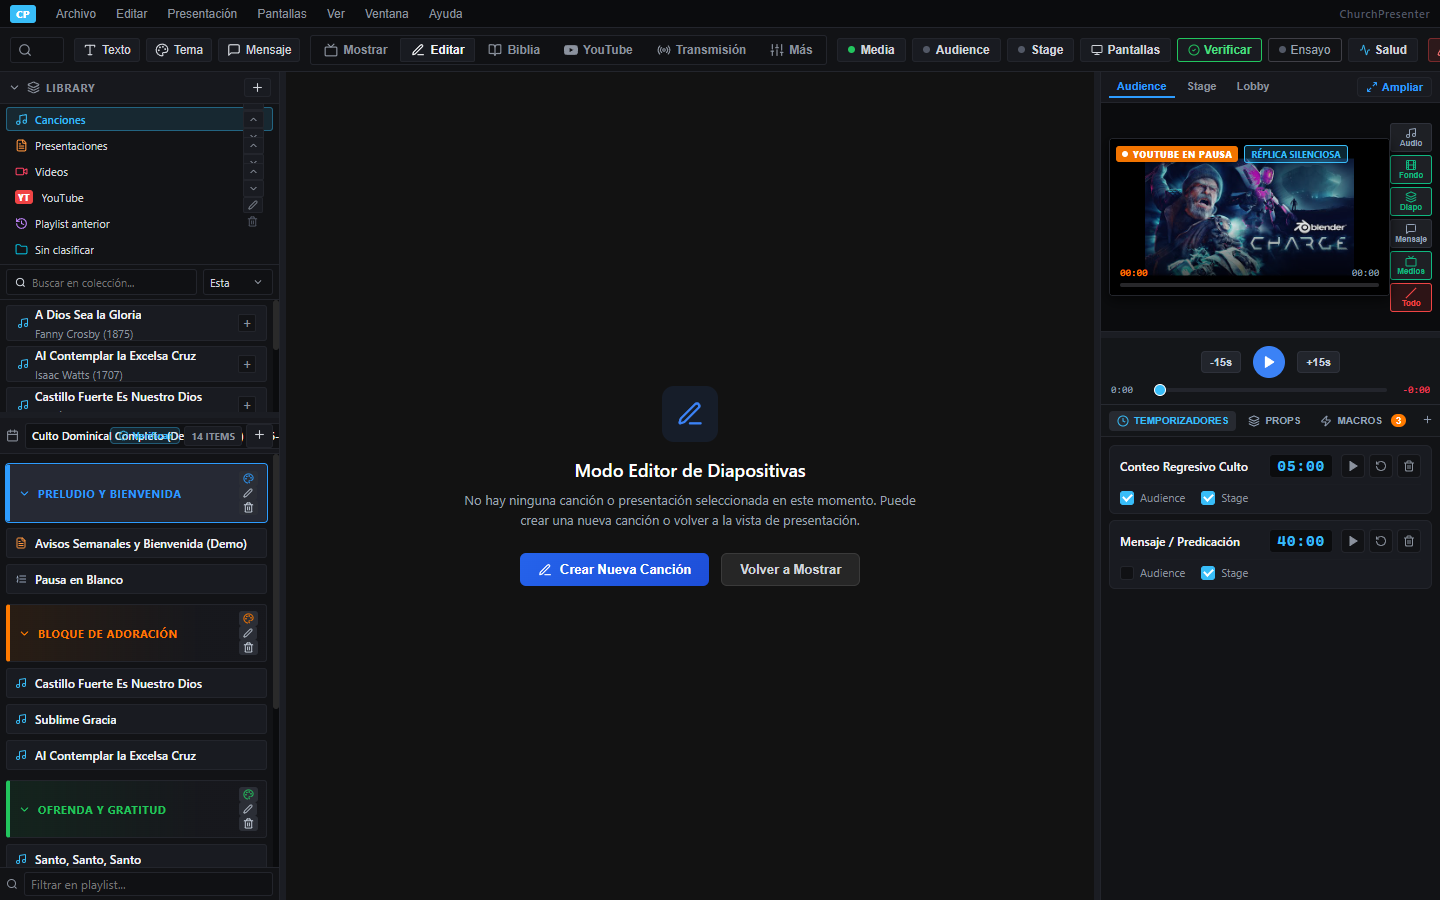 CP Archivo Editar Presentación Pantallas Ver Ventana Ayuda ChurchPresenter
Texto Tema Mensaje Mostrar Editar Biblia YouTube Transmisión Más Media Audience Stage Pantallas Verificar Ensayo Salud
LIBRARY
Canciones
Presentaciones
Videos
YT YouTube
Playlist anterior
Sin clasificar
Buscar en colección... Esta
A Dios Sea la Gloria
Fanny Crosby (1875)
Al Contemplar la Excelsa Cruz
Isaac Watts (1707)
Castillo Fuerte Es Nuestro Dios
Culto Dominical Completo (De 14 ITEMS
PRELUDIO Y BIENVENIDA
Avisos Semanales y Bienvenida (Demo)
Pausa en Blanco
BLOQUE DE ADORACIÓN
Castillo Fuerte Es Nuestro Dios
Sublime Gracia
Al Contemplar la Excelsa Cruz
OFRENDA Y GRATITUD
Santo, Santo, Santo
Filtrar en playlist...
Modo Editor de Diapositivas
No hay ninguna canción o presentación seleccionada en este momento. Puede
crear una nueva canción o volver a la vista de presentación.
Crear Nueva Canción Volver a Mostrar
Audience Stage Lobby Ampliar
YOUTUBE EN PAUSA RÉPLICA SILENCIOSA
blender
CHARGE
00:00 00:00
Audio
Fondo
Diapo
Mensaje
Medios
Todo
-15s +15s
0:00 -0:00
TEMPORIZADORES PROPS MACROS 3
Conteo Regresivo Culto 05:00
Audience Stage
Mensaje / Predicación 40:00
Audience Stage